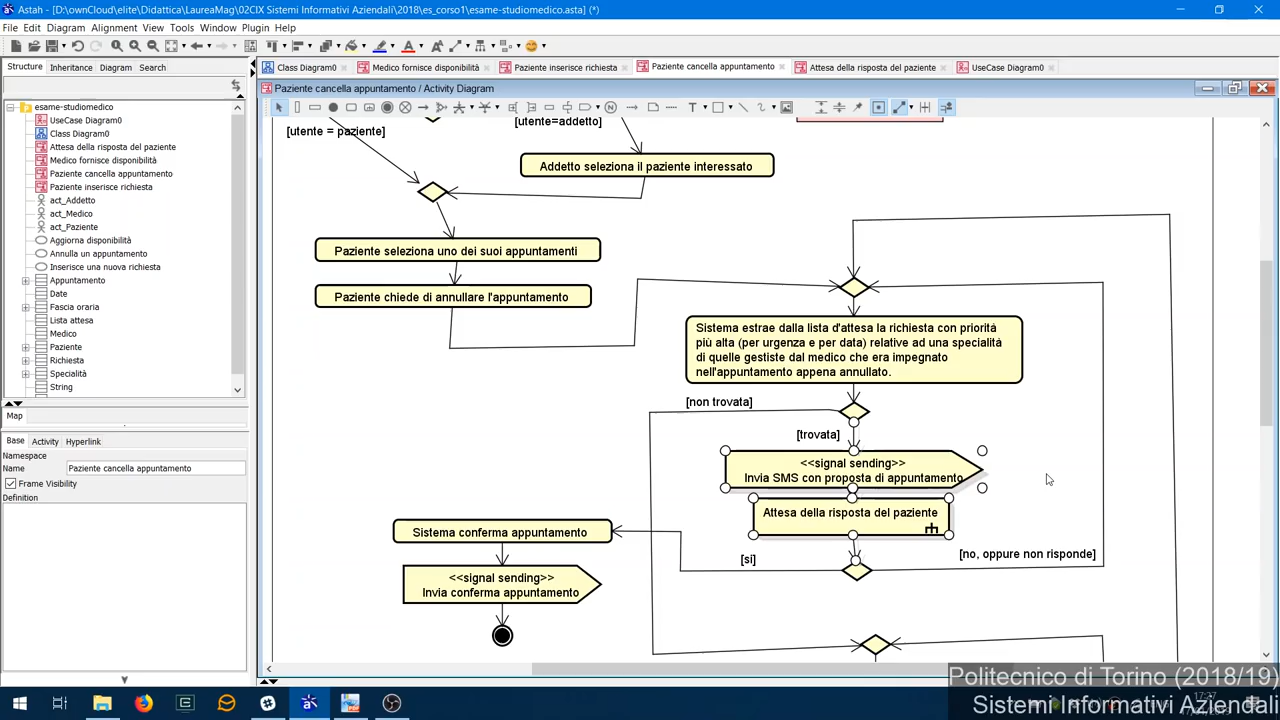 Astah - [D:\ownCloud\elite\Didattica\LaureaMag\02CIX Sistemi Informativi Aziendali\2018\es_corso1\esame-studiomedico.asta] (*)
File Edit Diagram Alignment View Tools Window Plugin Help
Structure Inheritance Diagram Search
Class Diagram0 Medico fornisce disponibilità Paziente inserisce richiesta Paziente cancella appuntamento Attesa della risposta del paziente UseCase Diagram0
Paziente cancella appuntamento / Activity Diagram
esame-studiomedico
UseCase Diagram0
Class Diagram0
Attesa della risposta del paziente
Medico fornisce disponibilità
Paziente cancella appuntamento
Paziente inserisce richiesta
act_Addetto
act_Medico
act_Paziente
Aggiorna disponibilità
Annulla un appuntamento
Inserisce una nuova richiesta
Appuntamento
Date
Fascia oraria
Lista attesa
Medico
Paziente
Richiesta
Specialità
String
Map
Base Activity Hyperlink
Namespace
Name Paziente cancella appuntamento
Frame Visibility
Definition
[utente = paziente]
[utente=addetto]
Addetto seleziona il paziente interessato
Paziente seleziona uno dei suoi appuntamenti
Paziente chiede di annullare l'appuntamento
Sistema estrae dalla lista d'attesa la richiesta con priorità
più alta (per urgenza e per data) relative ad una specialità
di quelle gestiste dal medico che era impegnato
nell'appuntamento appena annullato.
[non trovata]
[trovata]
<<signal sending>>
Invia SMS con proposta di appuntamento
Attesa della risposta del paziente
[si]
[no, oppure non risponde]
Sistema conferma appuntamento
<<signal sending>>
Invia conferma appuntamento
Politecnico di Torino (2018/19)
Sistemi Informativi Aziendali
17:27